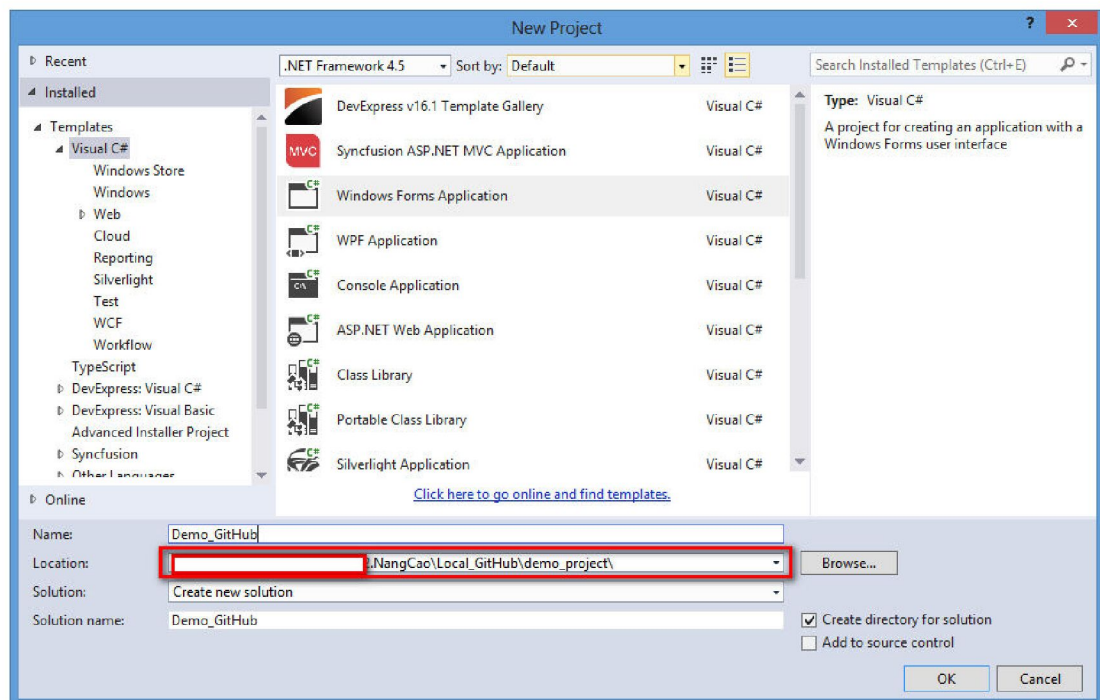 New Project
?
Recent
Installed
Templates
Visual C#
Windows Store
Windows
Web
Cloud
Reporting
Silverlight
Test
WCF
Workflow
TypeScript
DevExpress: Visual C#
DevExpress: Visual Basic
Advanced Installer Project
Syncfusion
Other Languages
Online
.NET Framework 4.5
Sort by: Default
DevExpress v16.1 Template Gallery Visual C#
MVC Syncfusion ASP.NET MVC Application Visual C#
C# Windows Forms Application Visual C#
C# WPF Application Visual C#
C# Console Application Visual C#
C# ASP.NET Web Application Visual C#
C# Class Library Visual C#
C# Portable Class Library Visual C#
C# Silverlight Application Visual C#
Click here to go online and find templates.
Search Installed Templates (Ctrl+E)
Type: Visual C#
A project for creating an application with a
Windows Forms user interface
Name: Demo_GitHub
Location: .NangCao\Local_GitHub\demo_project\ Browse...
Solution: Create new solution
Solution name: Demo_GitHub
Create directory for solution
Add to source control
OK Cancel